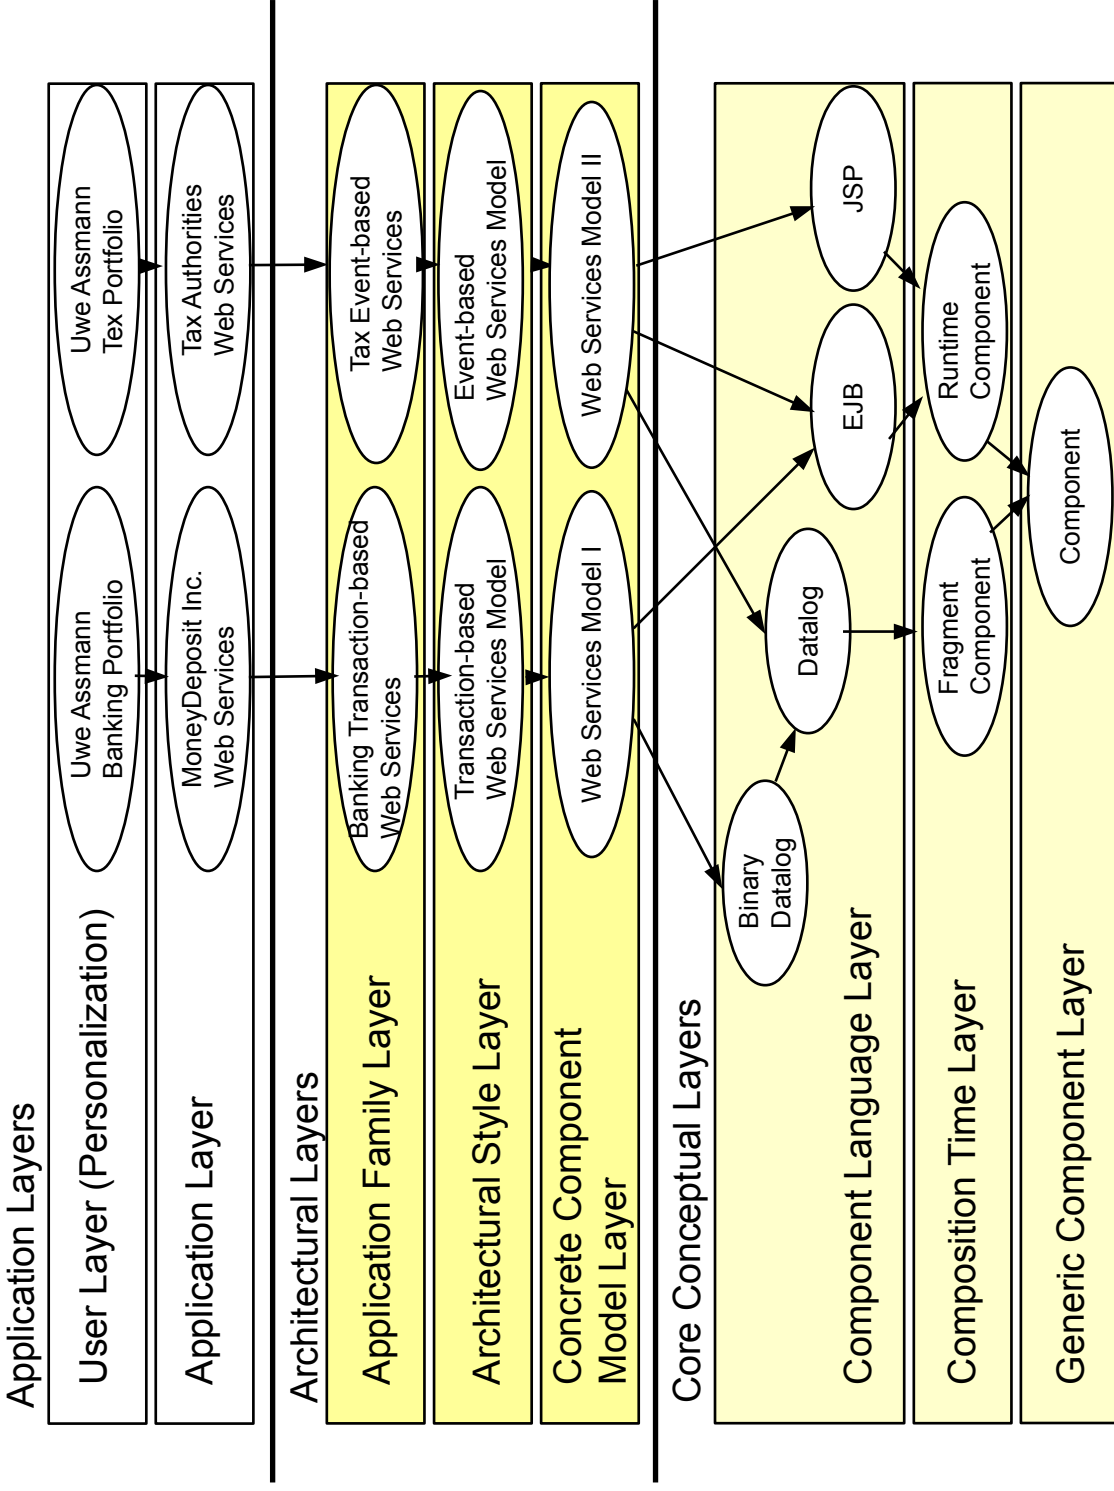 Application Layers
User Layer (Personalization)
Uwe Assmann
Banking Portfolio
Uwe Assmann
Tex Portfolio
Application Layer
MoneyDeposit Inc.
Web Services
Tax Authorities
Web Services
Architectural Layers
Application Family Layer
Banking Transaction-based
Web Services
Tax Event-based
Web Services
Architectural Style Layer
Transaction-based
Web Services Model
Event-based
Web Services Model
Concrete Component
Model Layer
Web Services Model I
Web Services Model II
Core Conceptual Layers
Component Language Layer
Binary
Datalog
Datalog
EJB
JSP
Composition Time Layer
Fragment
Component
Runtime
Component
Generic Component Layer
Component